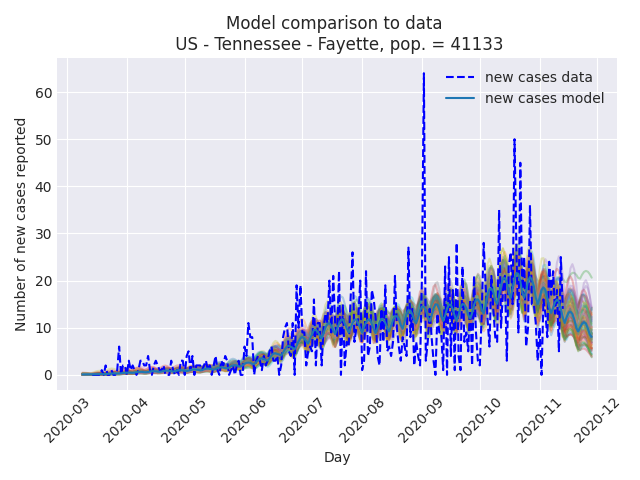 Model comparison to data
US - Tennessee - Fayette, pop. = 41133
new cases data
new cases model
Number of new cases reported
60
50
40
30
20
10
0
2020-03
2020-04
2020-05
2020-06
2020-07
2020-08
2020-09
2020-10
2020-11
2020-12
Day